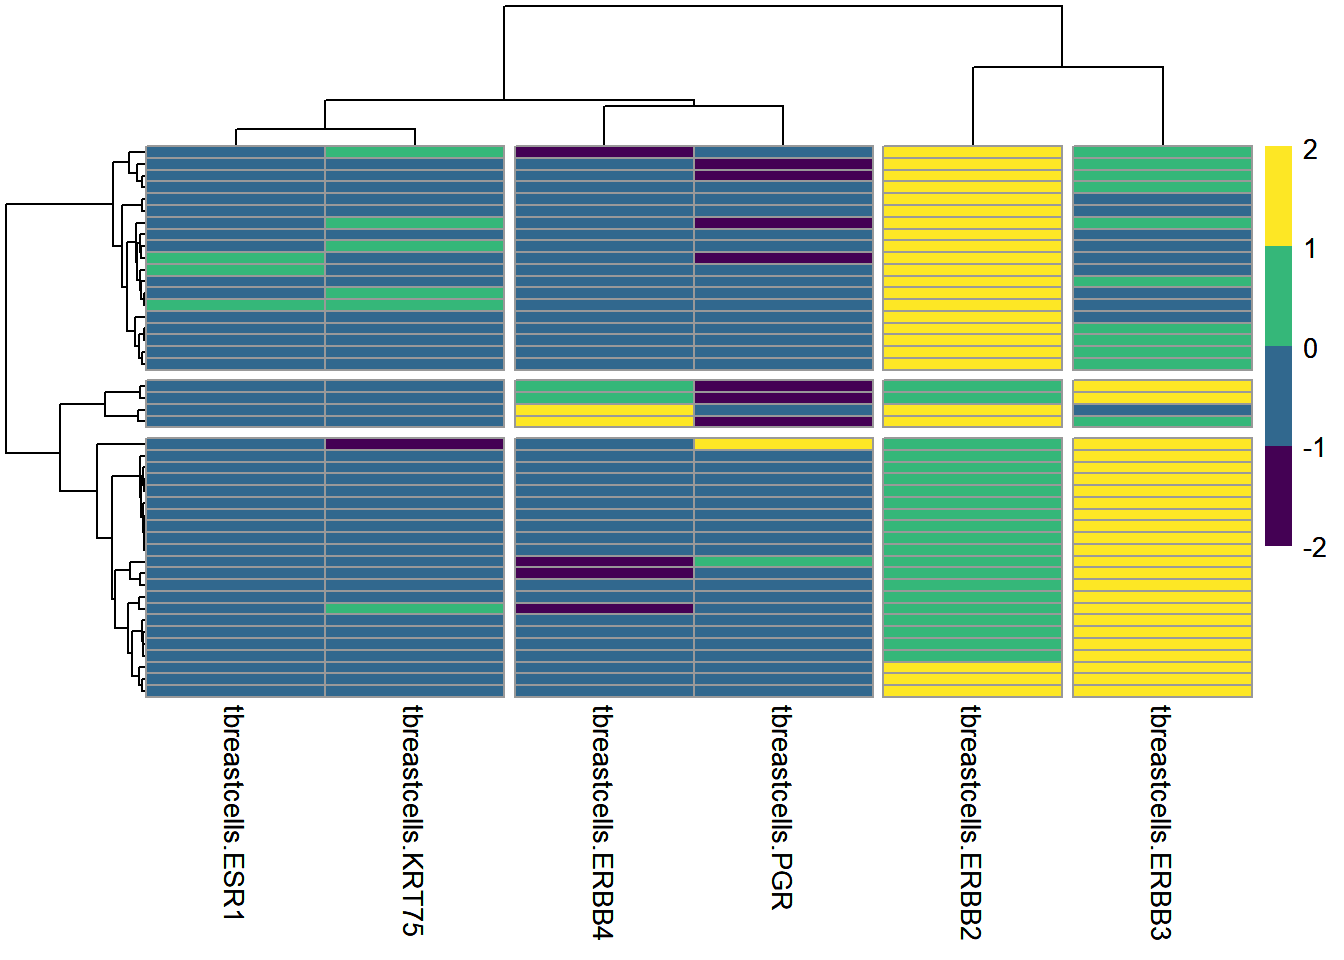 2
1
0
-1
-2
tbreastcells.ESR1
tbreastcells.KRT75
tbreastcells.ERBB4
tbreastcells.PGR
tbreastcells.ERBB2
tbreastcells.ERBB3